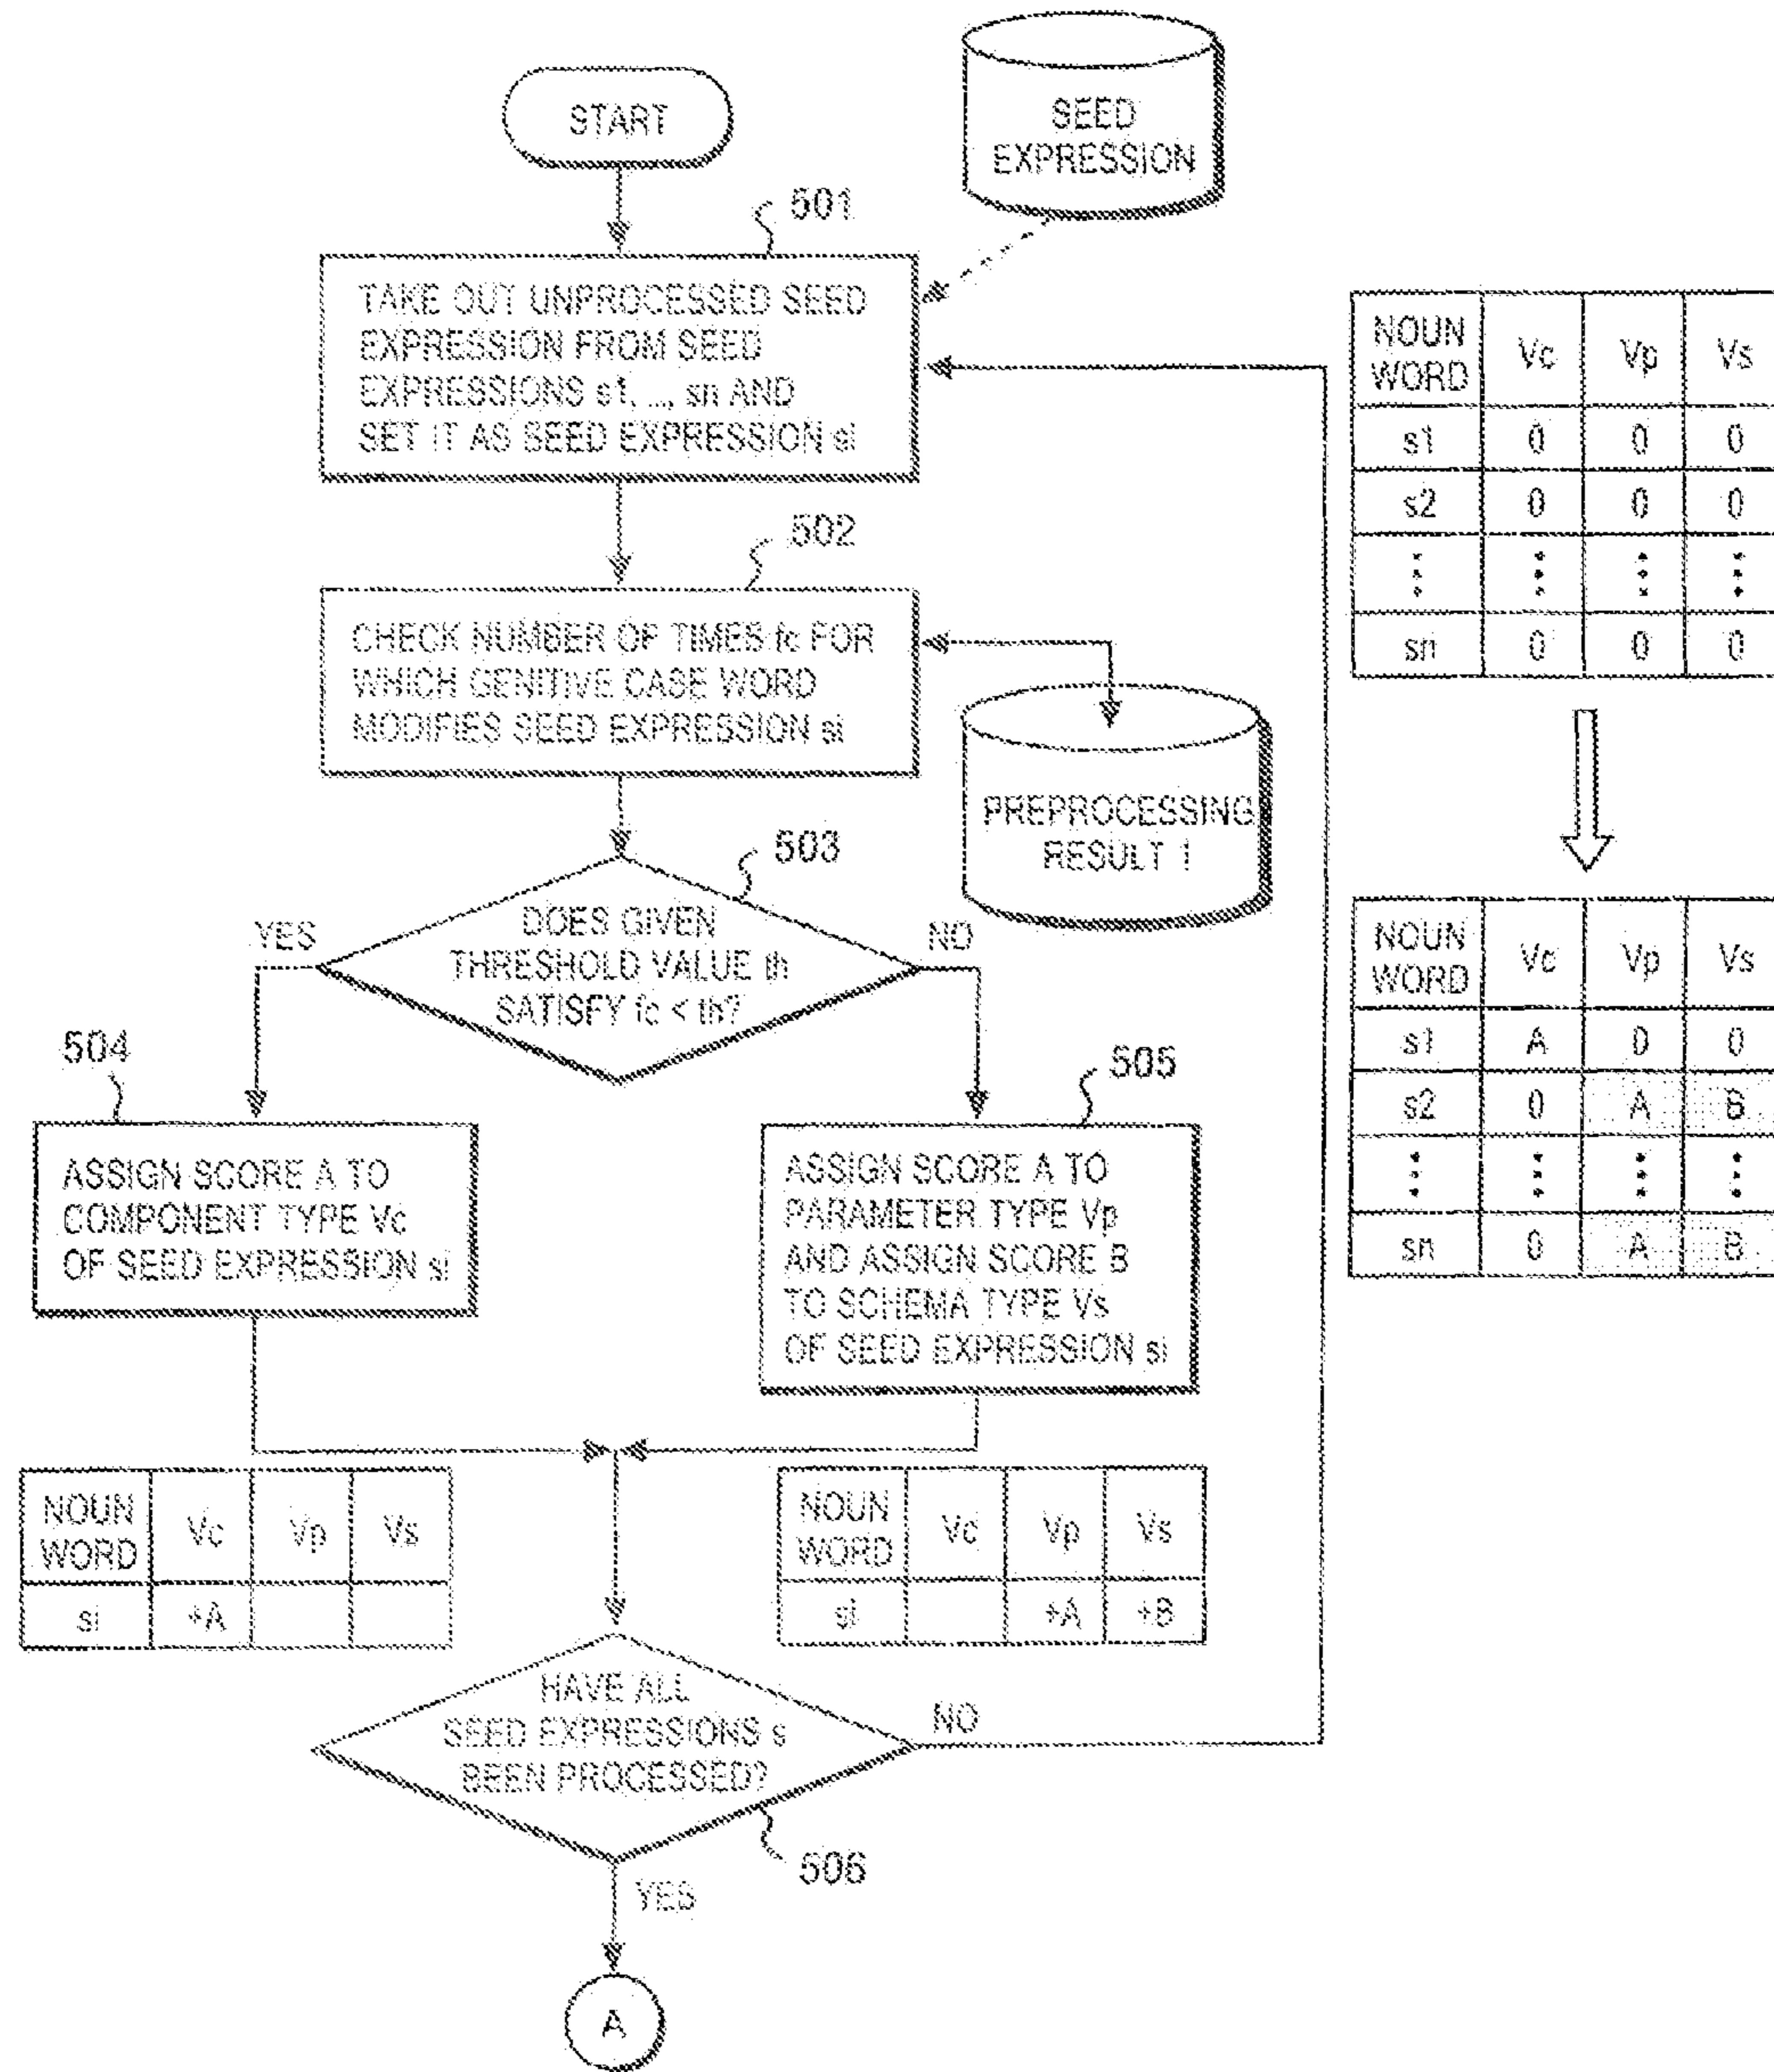 START
SEED
EXPRESSION
501
TAKE OUT UNPROCESSED SEED
EXPRESSION FROM SEED
EXPRESSIONS s1, ..., sn AND
SET IT AS SEED EXPRESSION si
502
CHECK NUMBER OF TIMES fc FOR
WHICH GENITIVE CASE WORD
MODIFIES SEED EXPRESSION si
PREPROCESSING
RESULT 1
503
DOES GIVEN
THRESHOLD VALUE th
SATISFY fc < th?
YES
NO
504
ASSIGN SCORE A TO
COMPONENT TYPE Vc
OF SEED EXPRESSION si
505
ASSIGN SCORE A TO
PARAMETER TYPE Vp
AND ASSIGN SCORE B
TO SCHEMA TYPE Vs
OF SEED EXPRESSION si
NOUN
WORD Vc Vp Vs
si +A
NOUN
WORD Vc Vp Vs
si +A +B
HAVE ALL
SEED EXPRESSIONS s
BEEN PROCESSED?
NO
506
YES
A
NOUN
WORD Vc Vp Vs
s1 0 0 0
s2 0 0 0
⋮ ⋮ ⋮ ⋮
sn 0 0 0
NOUN
WORD Vc Vp Vs
s1 A 0 0
s2 0 A B
⋮ ⋮ ⋮ ⋮
sn 0 A B